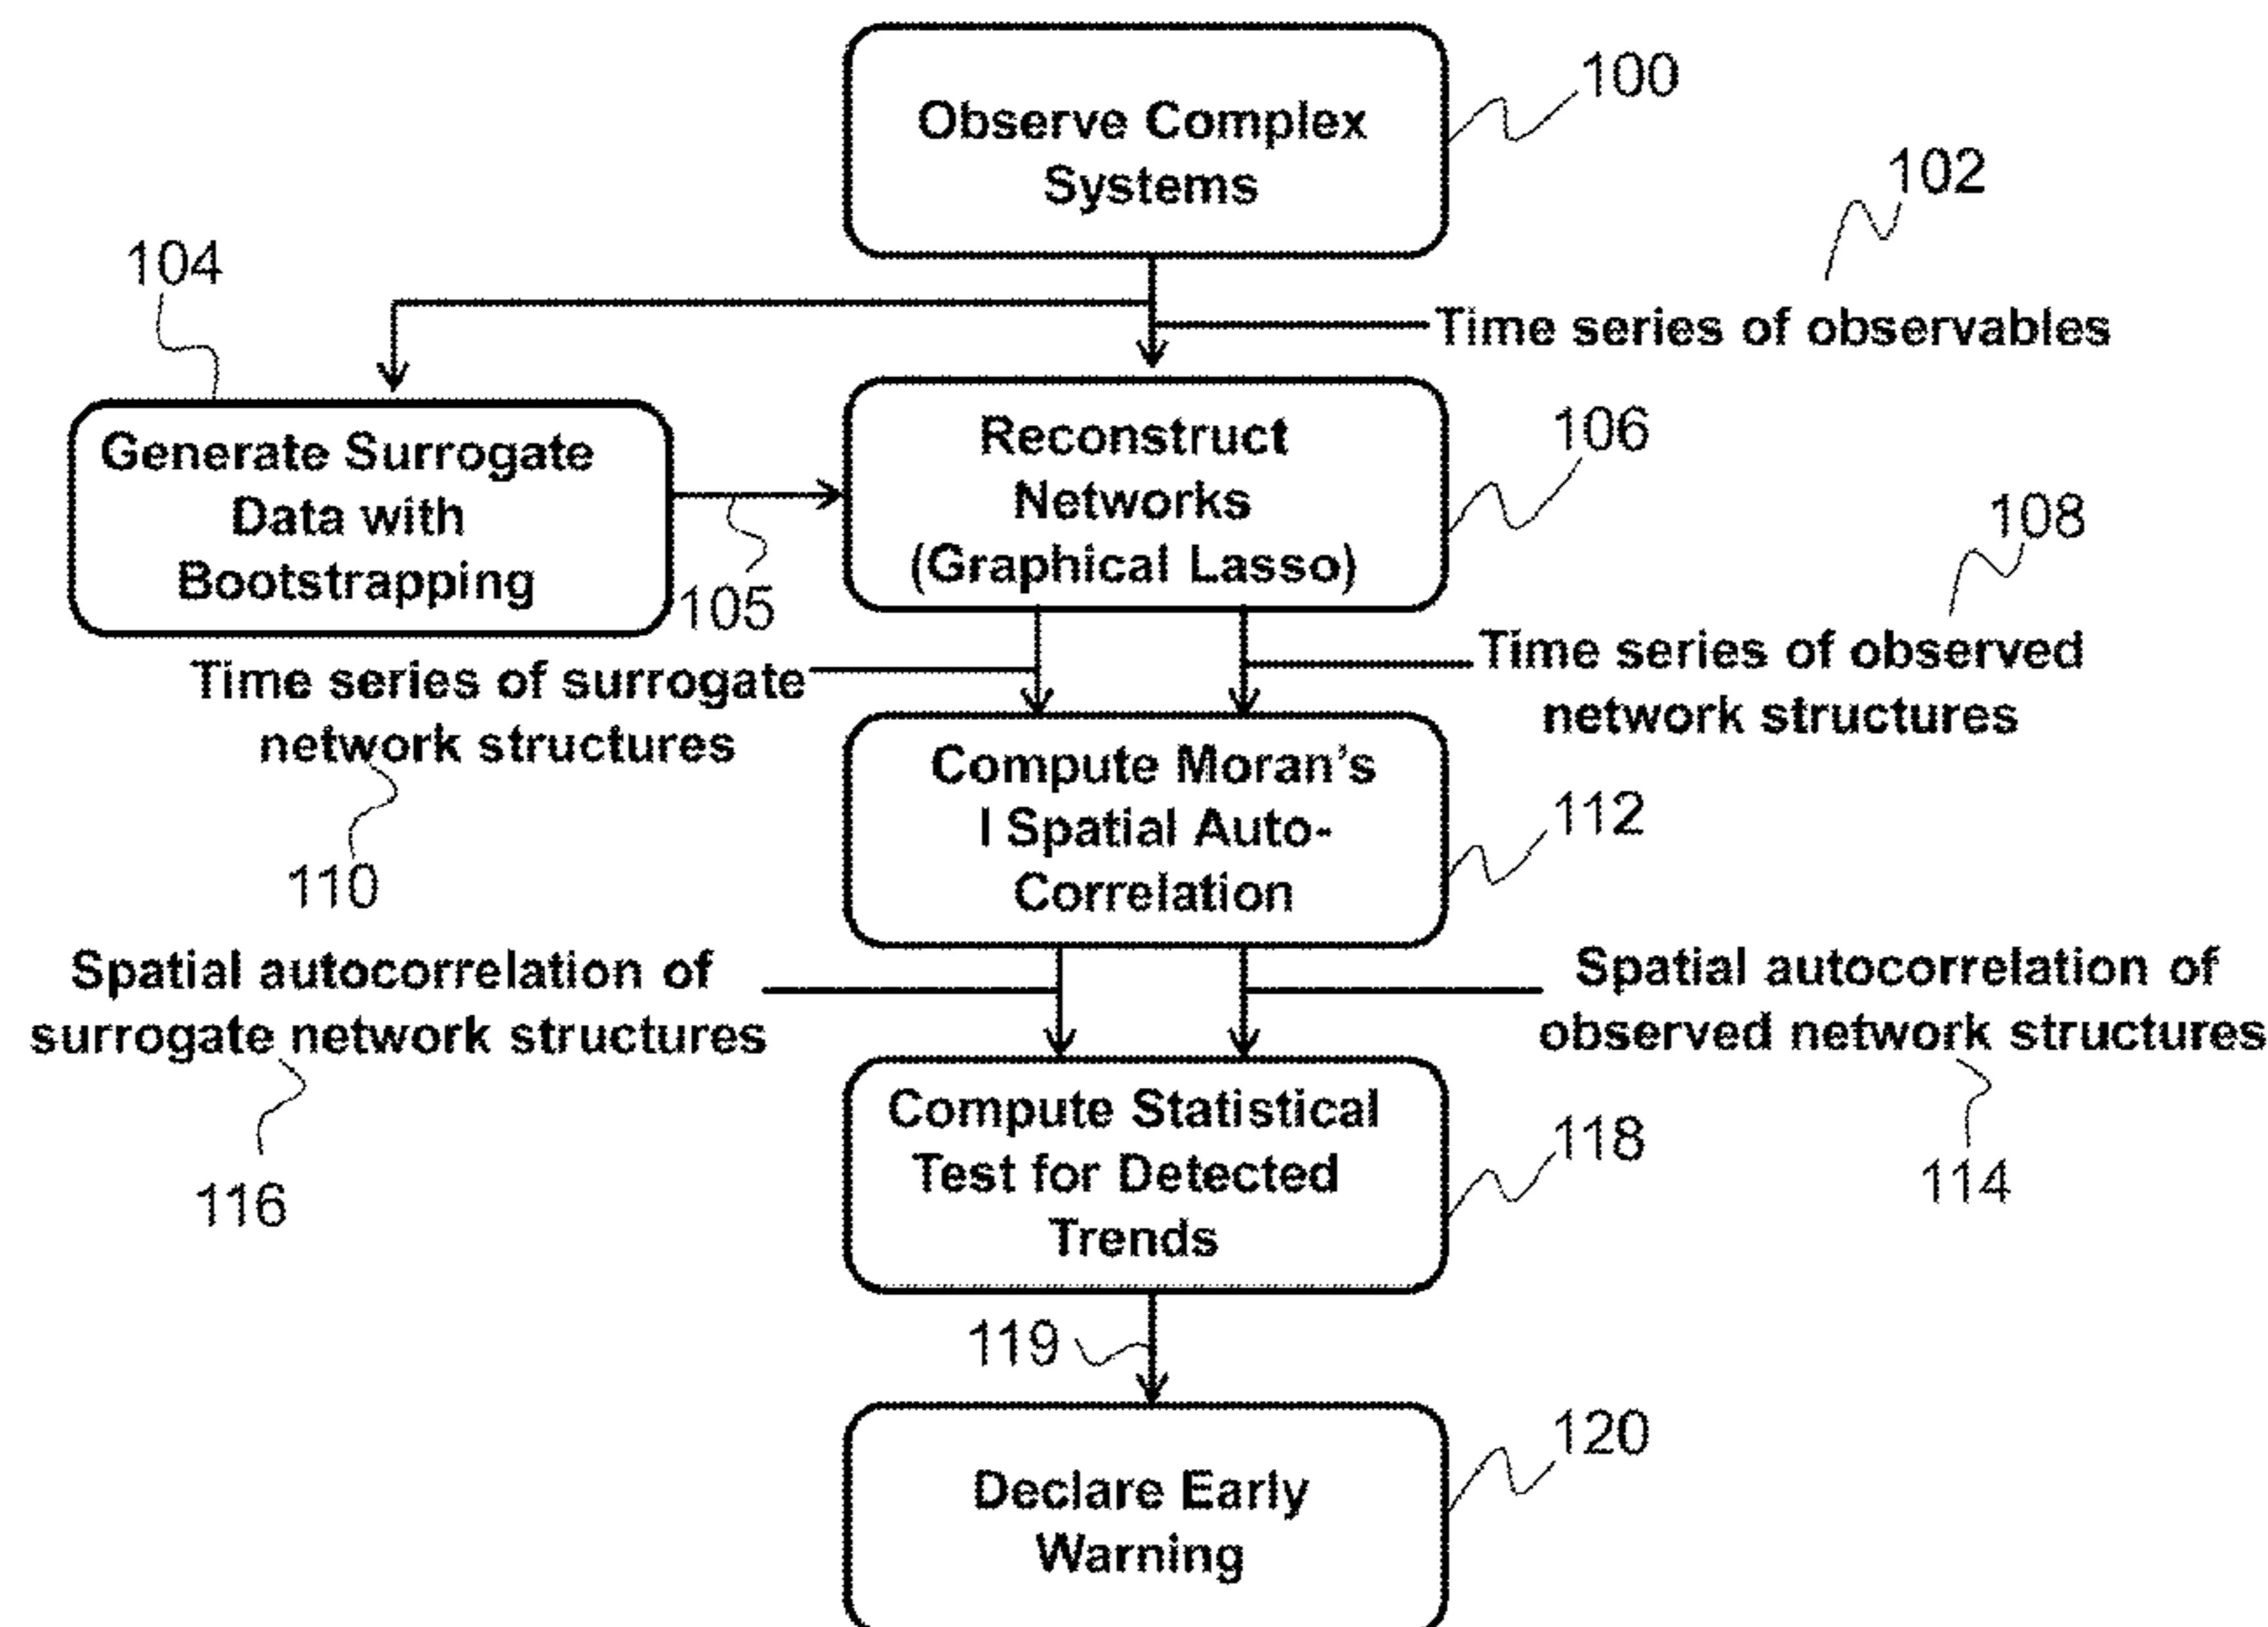 Observe Complex
Systems
100
102
104
Time series of observables
Generate Surrogate
Data with
Bootstrapping
105
Reconstruct
Networks
(Graphical Lasso)
106
108
Time series of surrogate
network structures
110
Time series of observed
network structures
Compute Moran's
I Spatial Auto-
Correlation
112
Spatial autocorrelation of
surrogate network structures
116
Spatial autocorrelation of
observed network structures
114
Compute Statistical
Test for Detected
Trends
118
119
Declare Early
Warning
120